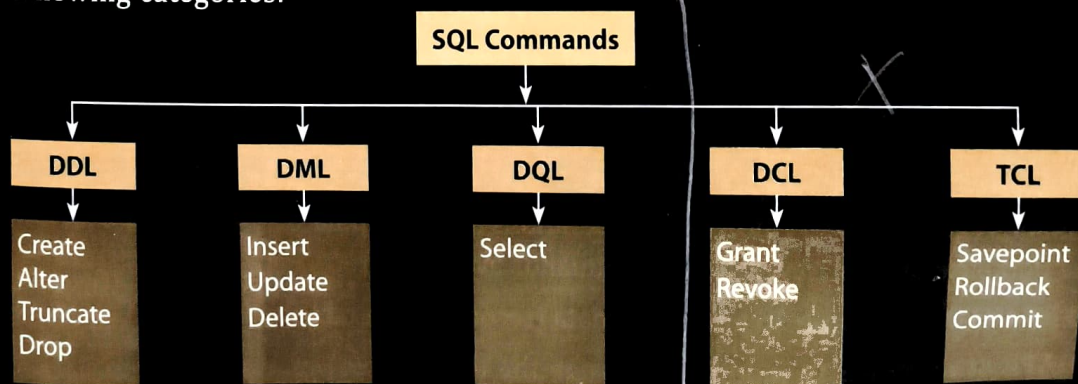 SQL Commands
DDL
DML
DQL
DCL
TCL
Create
Alter
Truncate
Drop
Insert
Update
Delete
Select
Grant
Revoke
Savepoint
Rollback
Commit